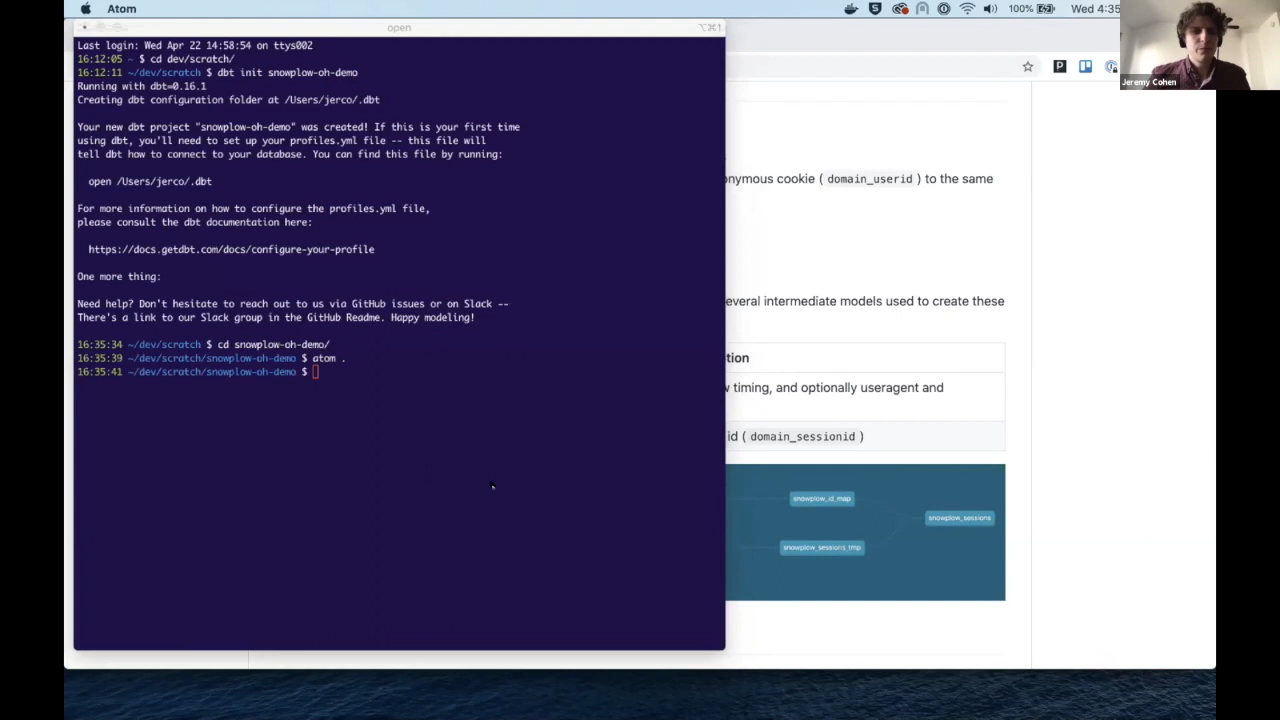 Atom
100%
Wed 4:35
open
⌥⌘1
Last login: Wed Apr 22 14:58:54 on ttys002
16:12:05 ~ $ cd dev/scratch/
16:12:11 ~/dev/scratch $ dbt init snowplow-oh-demo
Running with dbt=0.16.1
Creating dbt configuration folder at /Users/jerco/.dbt
Your new dbt project "snowplow-oh-demo" was created! If this is your first time
using dbt, you'll need to set up your profiles.yml file -- this file will
tell dbt how to connect to your database. You can find this file by running:
open /Users/jerco/.dbt
For more information on how to configure the profiles.yml file,
please consult the dbt documentation here:
https://docs.getdbt.com/docs/configure-your-profile
One more thing:
Need help? Don't hesitate to reach out to us via GitHub issues or on Slack --
There's a link to our Slack group in the GitHub Readme. Happy modeling!
16:35:34 ~/dev/scratch $ cd snowplow-oh-demo/
16:35:39 ~/dev/scratch/snowplow-oh-demo $ atom .
16:35:41 ~/dev/scratch/snowplow-oh-demo $
Jeremy Cohen
nymous cookie ( domain_userid ) to the same
everal intermediate models used to create these
tion
timing, and optionally useragent and
id ( domain_sessionid )
snowplow_id_map
snowplow_sessions
snowplow_sessions_tmp